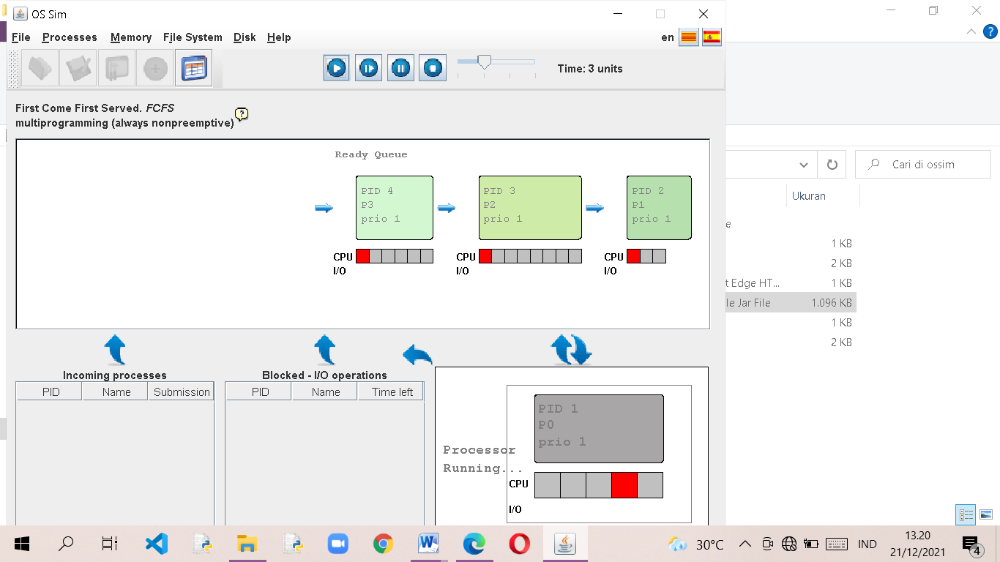 OS Sim
File Processes Memory File System Disk Help
en
Time: 3 units
First Come First Served. FCFS
multiprogramming (always nonpreemptive)
?
Ready Queue
PID 4
P3
prio 1
CPU
I/O
PID 3
P2
prio 1
CPU
I/O
PID 2
P1
prio 1
CPU
I/O
Incoming processes
PID Name Submission
Blocked - I/O operations
PID Name Time left
Processor
Running...
PID 1
P0
prio 1
CPU
I/O
?
Cari di ossim
Ukuran
e
1 KB
2 KB
t Edge HT... 1 KB
le Jar File 1.096 KB
1 KB
2 KB
30°C
IND
13.20
21/12/2021
4